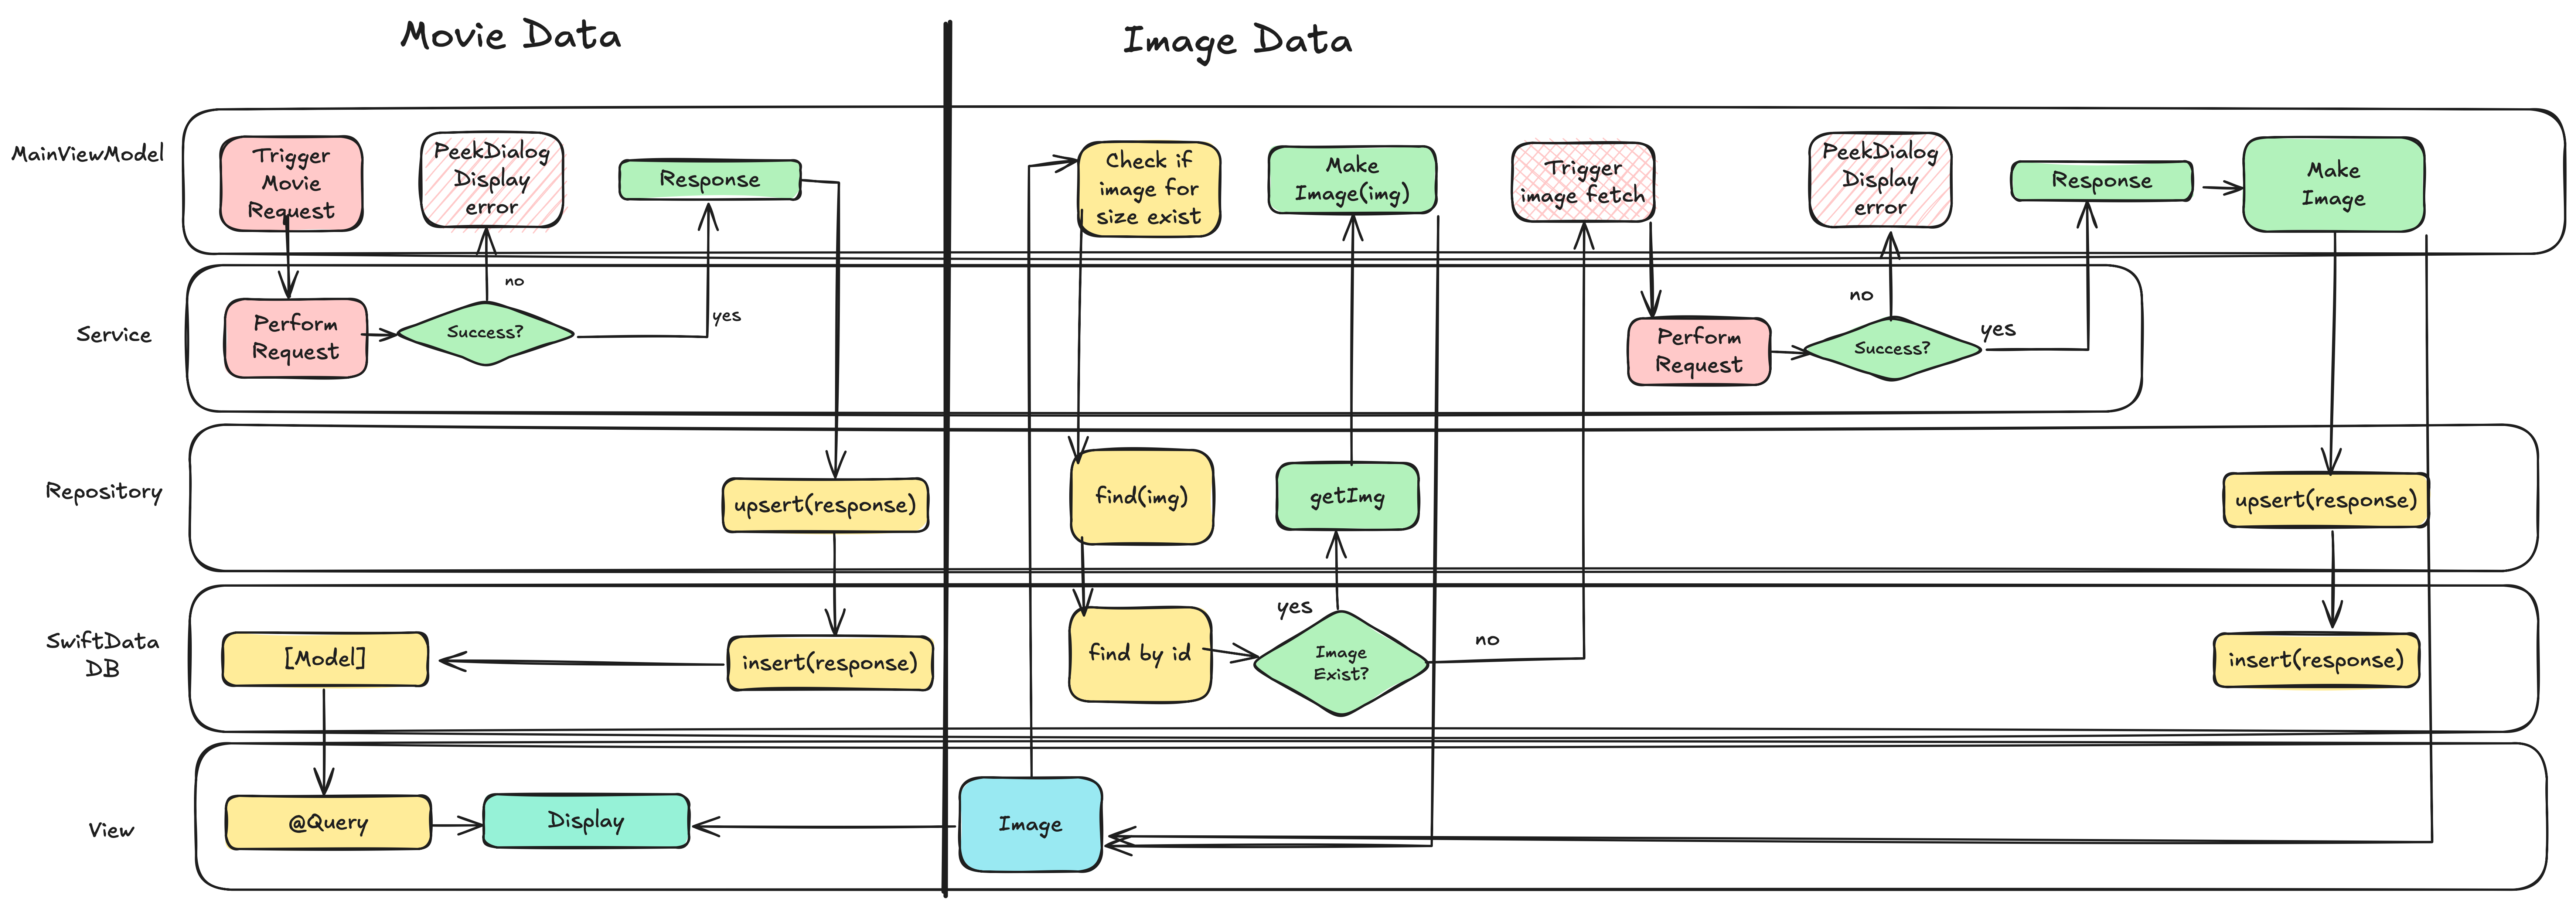 Movie Data
Image Data
MainViewModel
Trigger
Movie
Request
PeekDialog
Display
error
Response
Check if
image for
size exist
Make
Image(img)
Trigger
image fetch
PeekDialog
Display
error
Response
Make
Image
Service
Perform
Request
Success?
no
yes
Perform
Request
Success?
no
yes
Repository
upsert(response)
find(img)
getImg
upsert(response)
SwiftData
DB
[Model]
insert(response)
find by id
yes
Image
Exist?
no
insert(response)
View
@Query
Display
Image